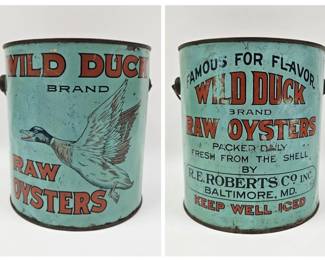 WILD DUCK
BRAND
RAW
OYSTERS
FAMOUS FOR FLAVOR
WILD DUCK
BRAND
RAW OYSTERS
PACKED DAILY
FRESH FROM THE SHELL
BY
R.E. ROBERTS CO. INC.
BALTIMORE, MD.
KEEP WELL ICED